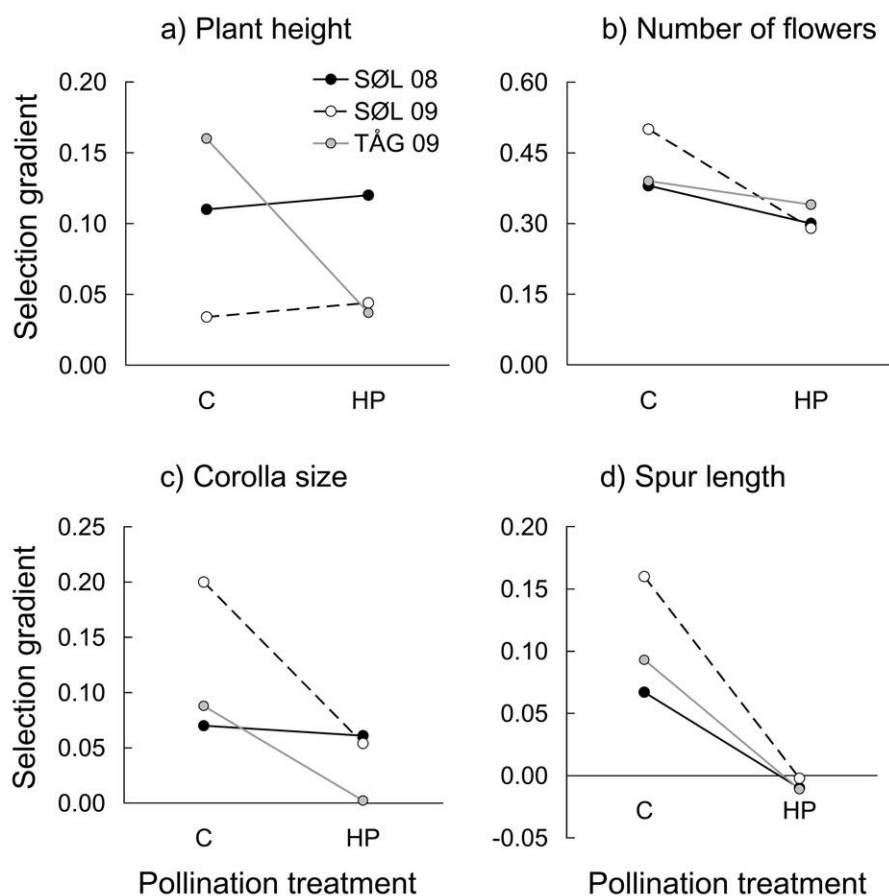 a) Plant height
0.20
0.15
0.10
0.05
0.00
Selection gradient
C
HP
SØL 08
SØL 09
TÅG 09
b) Number of flowers
0.60
0.45
0.30
0.15
0.00
C
HP
c) Corolla size
0.25
0.20
0.15
0.10
0.05
0.00
Selection gradient
C
HP
Pollination treatment
d) Spur length
0.20
0.15
0.10
0.05
0.00
-0.05
C
HP
Pollination treatment